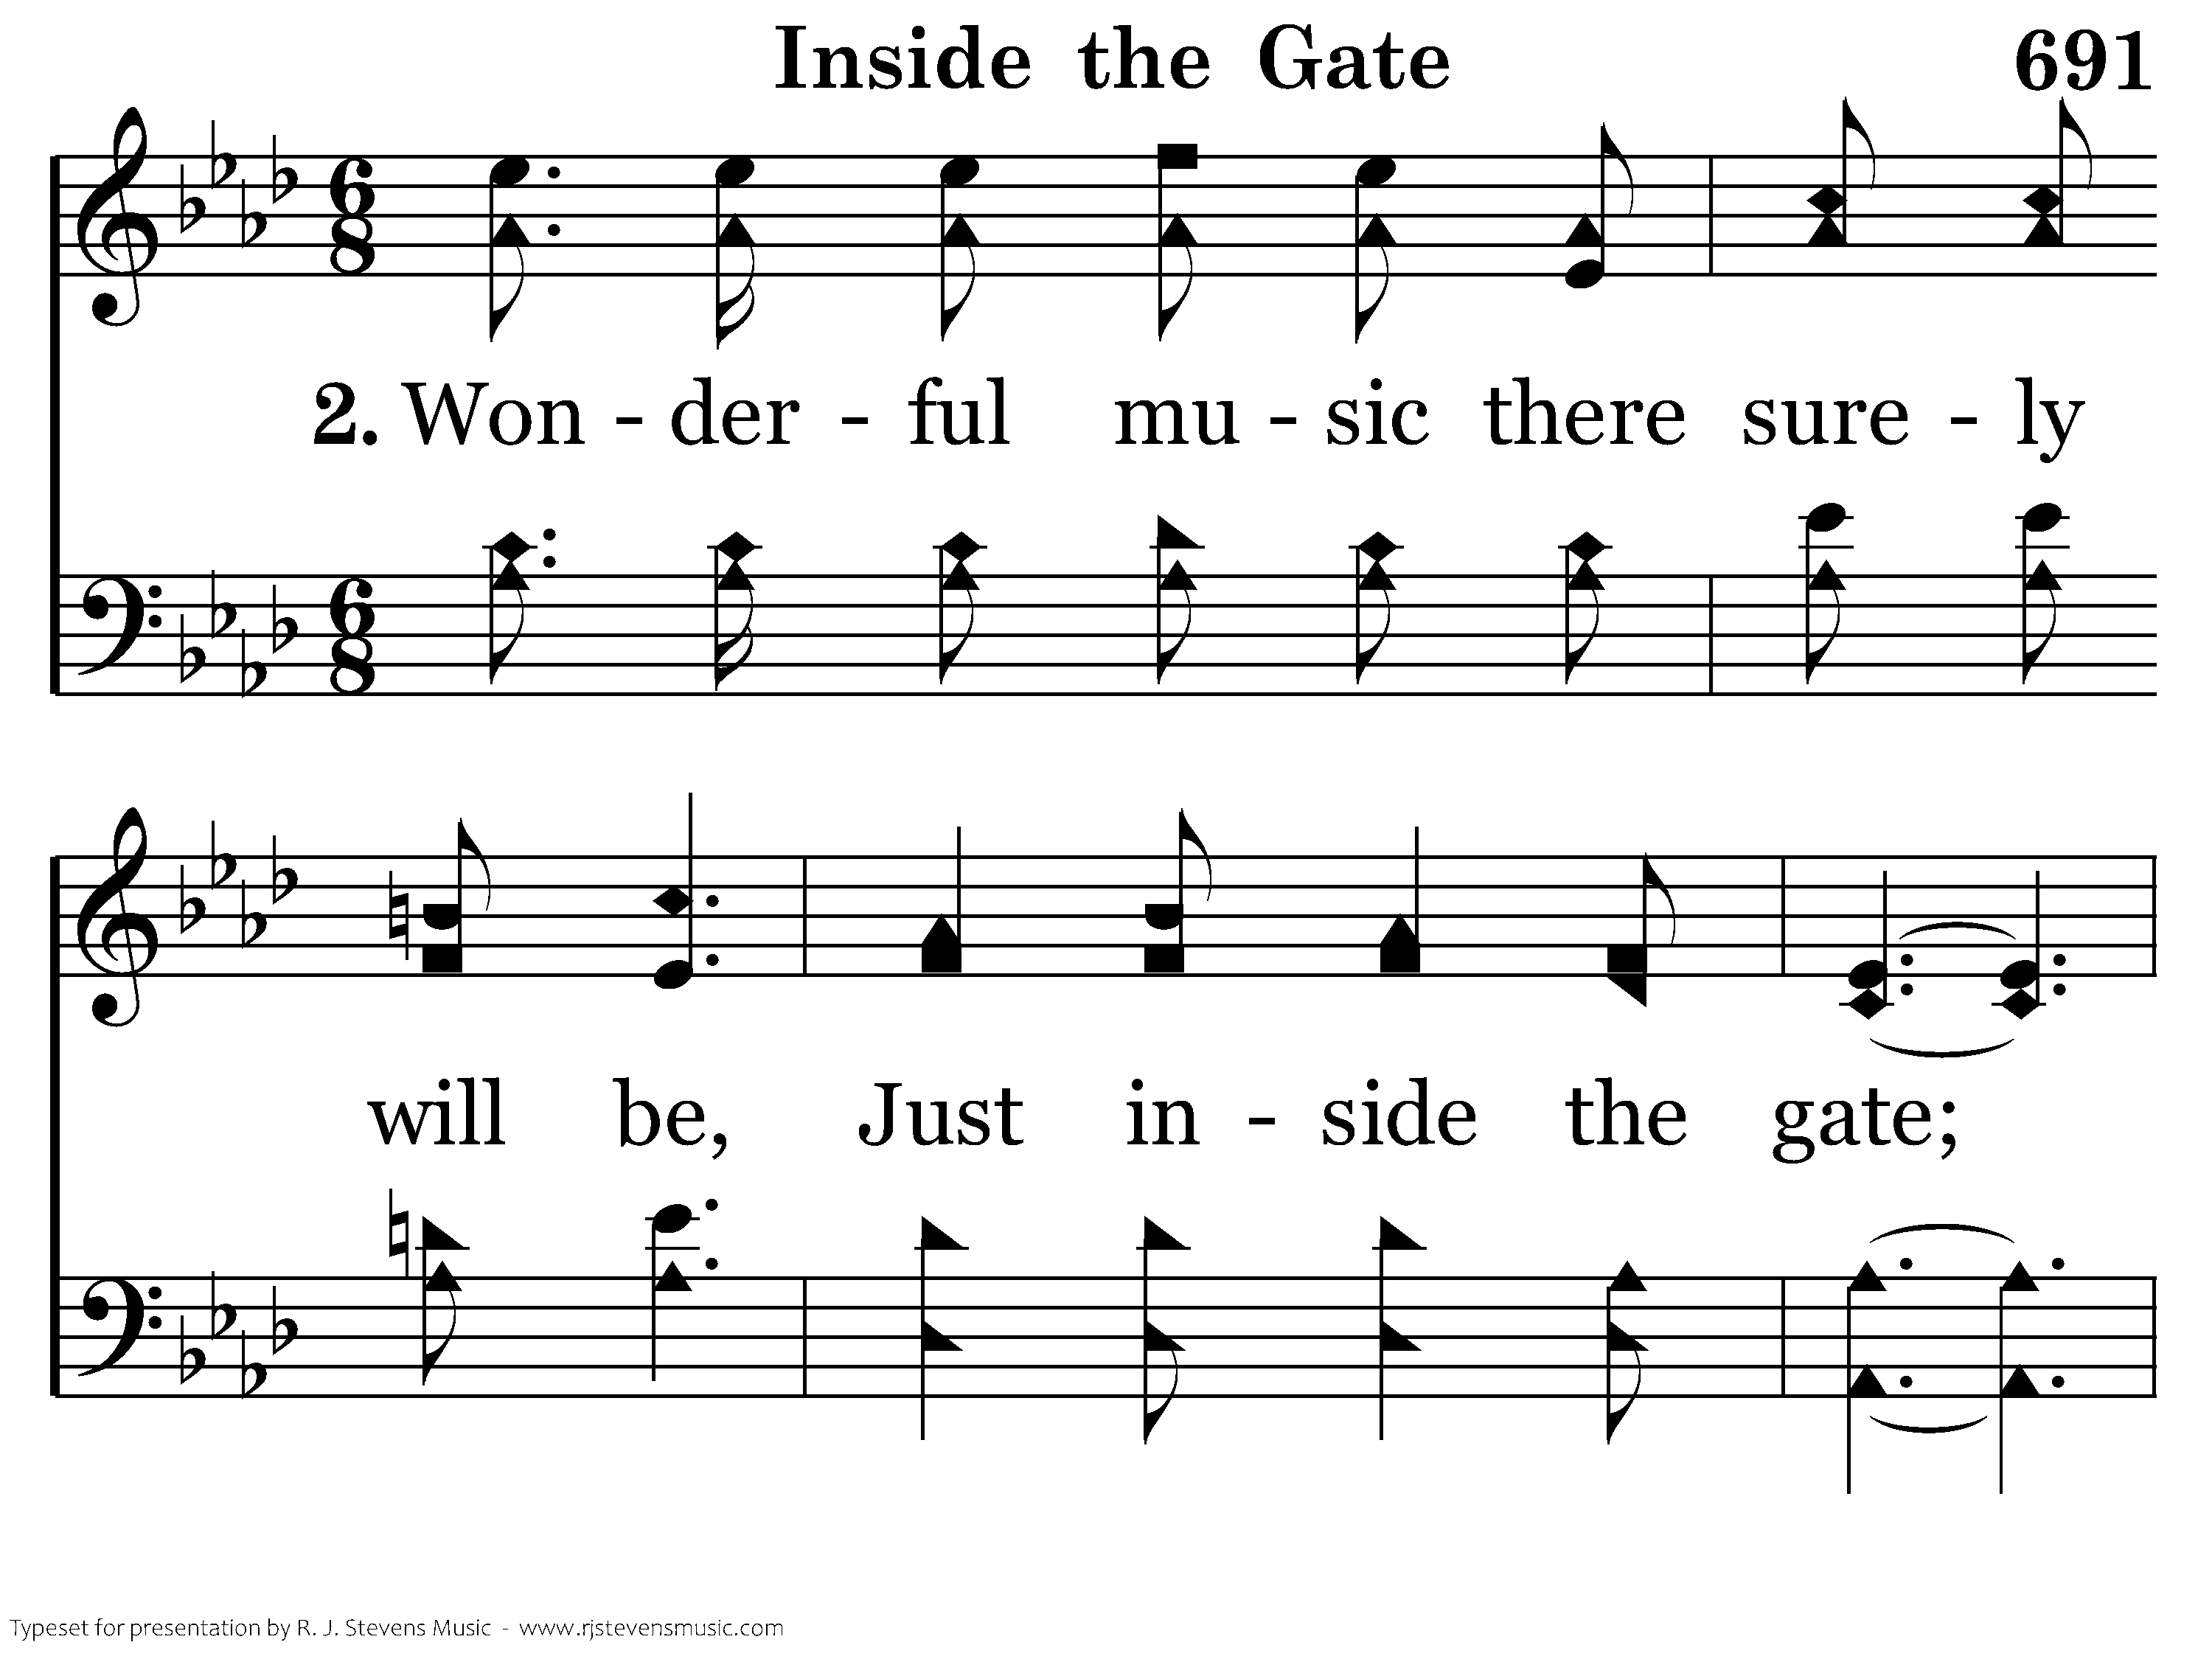 Inside the Gate 691
2. Won - der - ful mu - sic there sure - ly
will be, Just in - side the gate;
Typeset for presentation by R. J. Stevens Music - www.rjstevensmusic.com